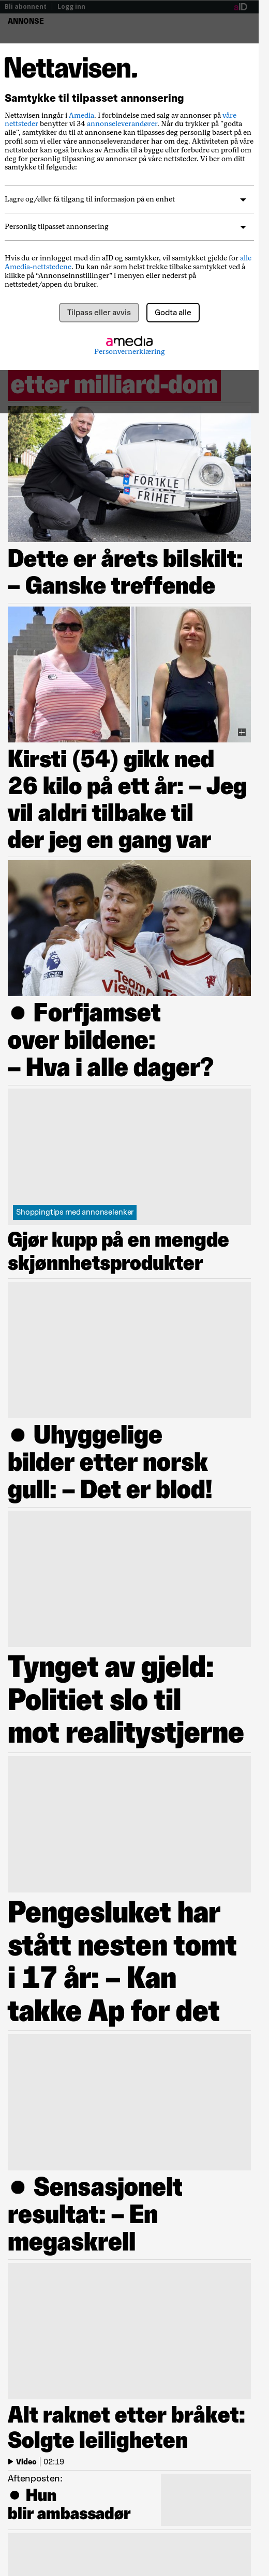 Bli abonnent | Logg inn
aID
ANNONSE
Nettavisen.
Samtykke til tilpasset annonsering
Nettavisen inngår i Amedia. I forbindelse med salg av annonser på våre
nettsteder benytter vi 34 annonseleverandører. Når du trykker på "godta
alle", samtykker du til at annonsene kan tilpasses deg personlig basert på en
profil som vi eller våre annonseleverandører har om deg. Aktiviteten på våre
nettsteder kan også brukes av Amedia til å bygge eller forbedre en profil om
deg for personlig tilpasning av annonser på våre nettsteder. Vi ber om ditt
samtykke til følgende:
Lagre og/eller få tilgang til informasjon på en enhet
Personlig tilpasset annonsering
Hvis du er innlogget med din aID og samtykker, vil samtykket gjelde for alle
Amedia-nettstedene. Du kan når som helst trekke tilbake samtykket ved å
klikke på “Annonseinnstillinger” i menyen eller nederst på
nettstedet/appen du bruker.
Tilpass eller avvis
Godta alle
amedia
Personvernerklæring
etter milliard-dom
FOR1KLE
FRIHET
Dette er årets bilskilt:
– Ganske treffende
Kirsti (54) gikk ned
26 kilo på ett år: – Jeg
vil aldri tilbake til
der jeg en gang var
TeamViewer
● Forfjamset
over bildene:
– Hva i alle dager?
Shoppingtips med annonselenker
Gjør kupp på en mengde
skjønnhetsprodukter
● Uhyggelige
bilder etter norsk
gull: – Det er blod!
Tynget av gjeld:
Politiet slo til
mot realitystjerne
Pengesluket har
stått nesten tomt
i 17 år: – Kan
takke Ap for det
● Sensasjonelt
resultat: – En
megaskrell
Alt raknet etter bråket:
Solgte leiligheten
Video | 02:19
Aftenposten:
● Hun
blir ambassadør